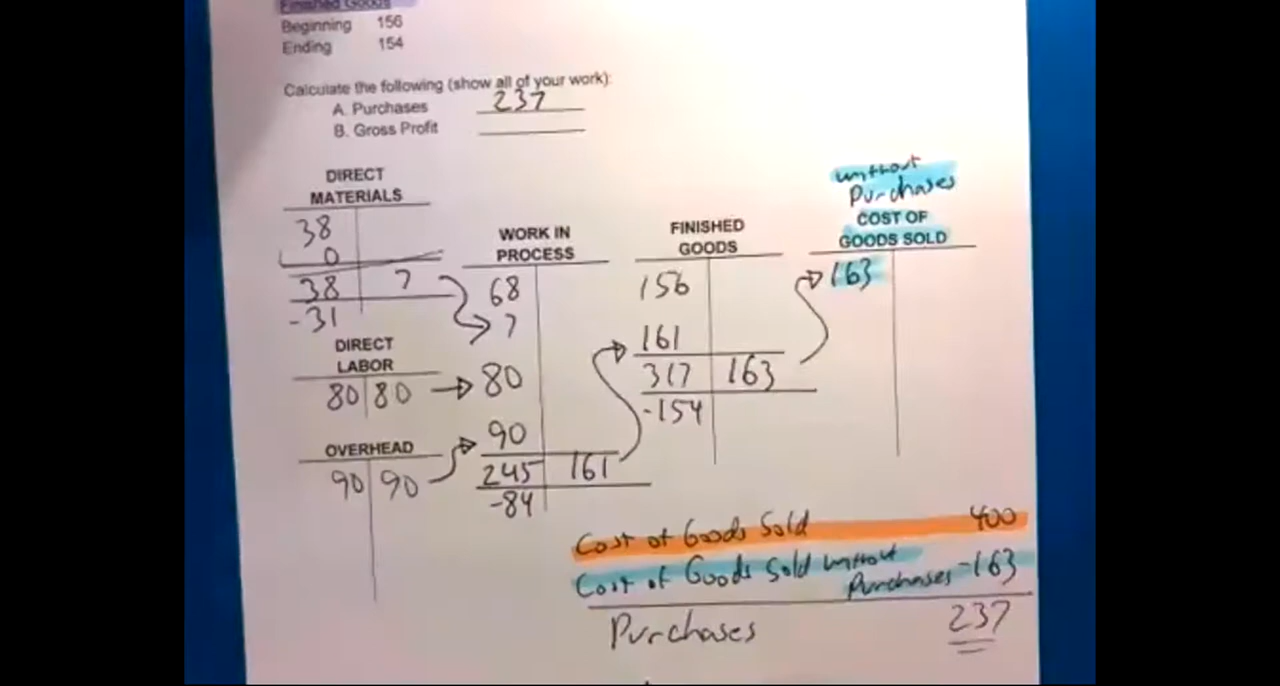 Finished Goods
Beginning 156
Ending 154
Calculate the following (show all of your work):
A. Purchases 237
B. Gross Profit
DIRECT
MATERIALS
38
0
38 7
-31
DIRECT
LABOR
80 80
OVERHEAD
90 90
WORK IN
PROCESS
68
7
80
90
245 161
-84
FINISHED
GOODS
156
161
317 163
-154
without
Purchases
COST OF
GOODS SOLD
163
Cost of Goods Sold 400
Cost of Goods Sold without
Purchases -163
Purchases 237